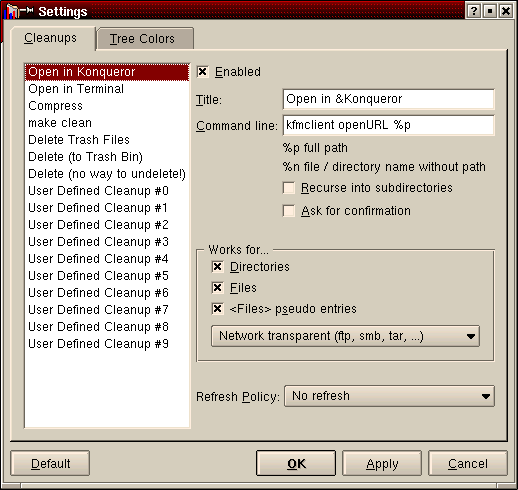 Settings
Cleanups
Tree Colors
Open in Konqueror
Open in Terminal
Compress
make clean
Delete Trash Files
Delete (to Trash Bin)
Delete (no way to undelete!)
User Defined Cleanup #0
User Defined Cleanup #1
User Defined Cleanup #2
User Defined Cleanup #3
User Defined Cleanup #4
User Defined Cleanup #5
User Defined Cleanup #6
User Defined Cleanup #7
User Defined Cleanup #8
User Defined Cleanup #9
Enabled
Title: Open in &Konqueror
Command line: kfmclient openURL %p
%p full path
%n file / directory name without path
Recurse into subdirectories
Ask for confirmation
Works for...
Directories
Files
<Files> pseudo entries
Network transparent (ftp, smb, tar, ...)
Refresh Policy: No refresh
Default OK Apply Cancel